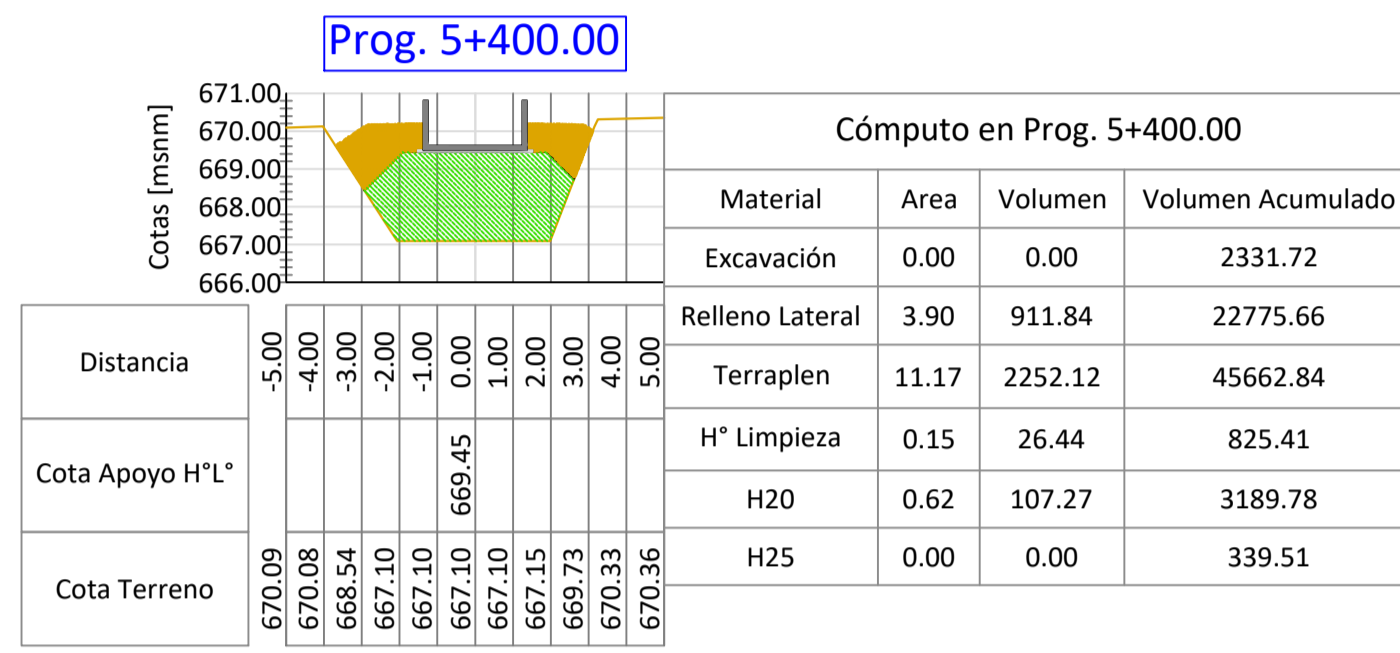 Prog. 5+400.00
Cotas [msnm]
671.00
670.00
669.00
668.00
667.00
666.00
Distancia
-5.00 -4.00 -3.00 -2.00 -1.00 0.00 1.00 2.00 3.00 4.00 5.00
Cota Apoyo H°L°
669.45
Cota Terreno
670.09 670.08 668.54 667.10 667.10 667.10 667.10 667.15 669.73 670.33 670.36
Cómputo en Prog. 5+400.00
Material Area Volumen Volumen Acumulado
Excavación 0.00 0.00 2331.72
Relleno Lateral 3.90 911.84 22775.66
Terraplen 11.17 2252.12 45662.84
H° Limpieza 0.15 26.44 825.41
H20 0.62 107.27 3189.78
H25 0.00 0.00 339.51